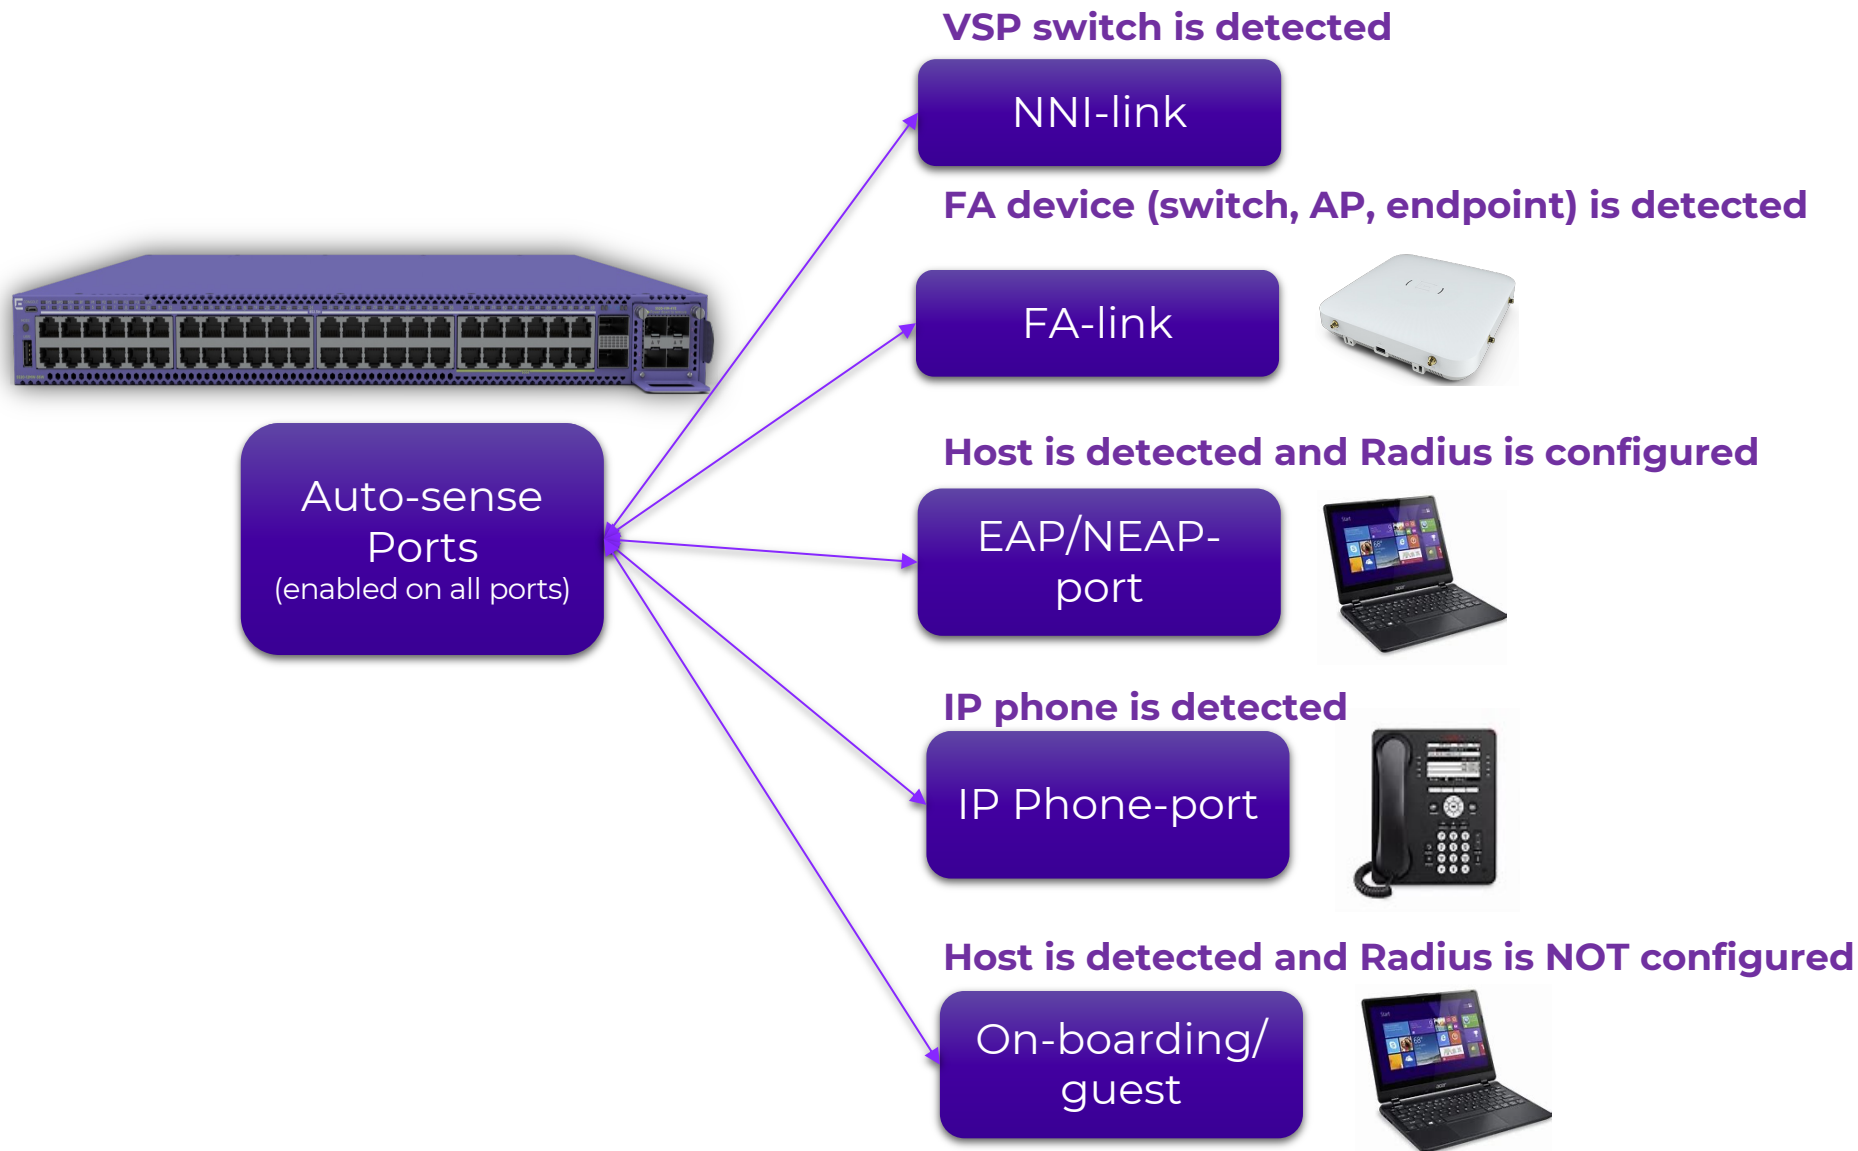 VSP switch is detected
NNI-link
FA device (switch, AP, endpoint) is detected
FA-link
Host is detected and Radius is configured
Auto-sense
Ports
(enabled on all ports)
EAP/NEAP-
port
IP phone is detected
IP Phone-port
Host is detected and Radius is NOT configured
On-boarding/
guest